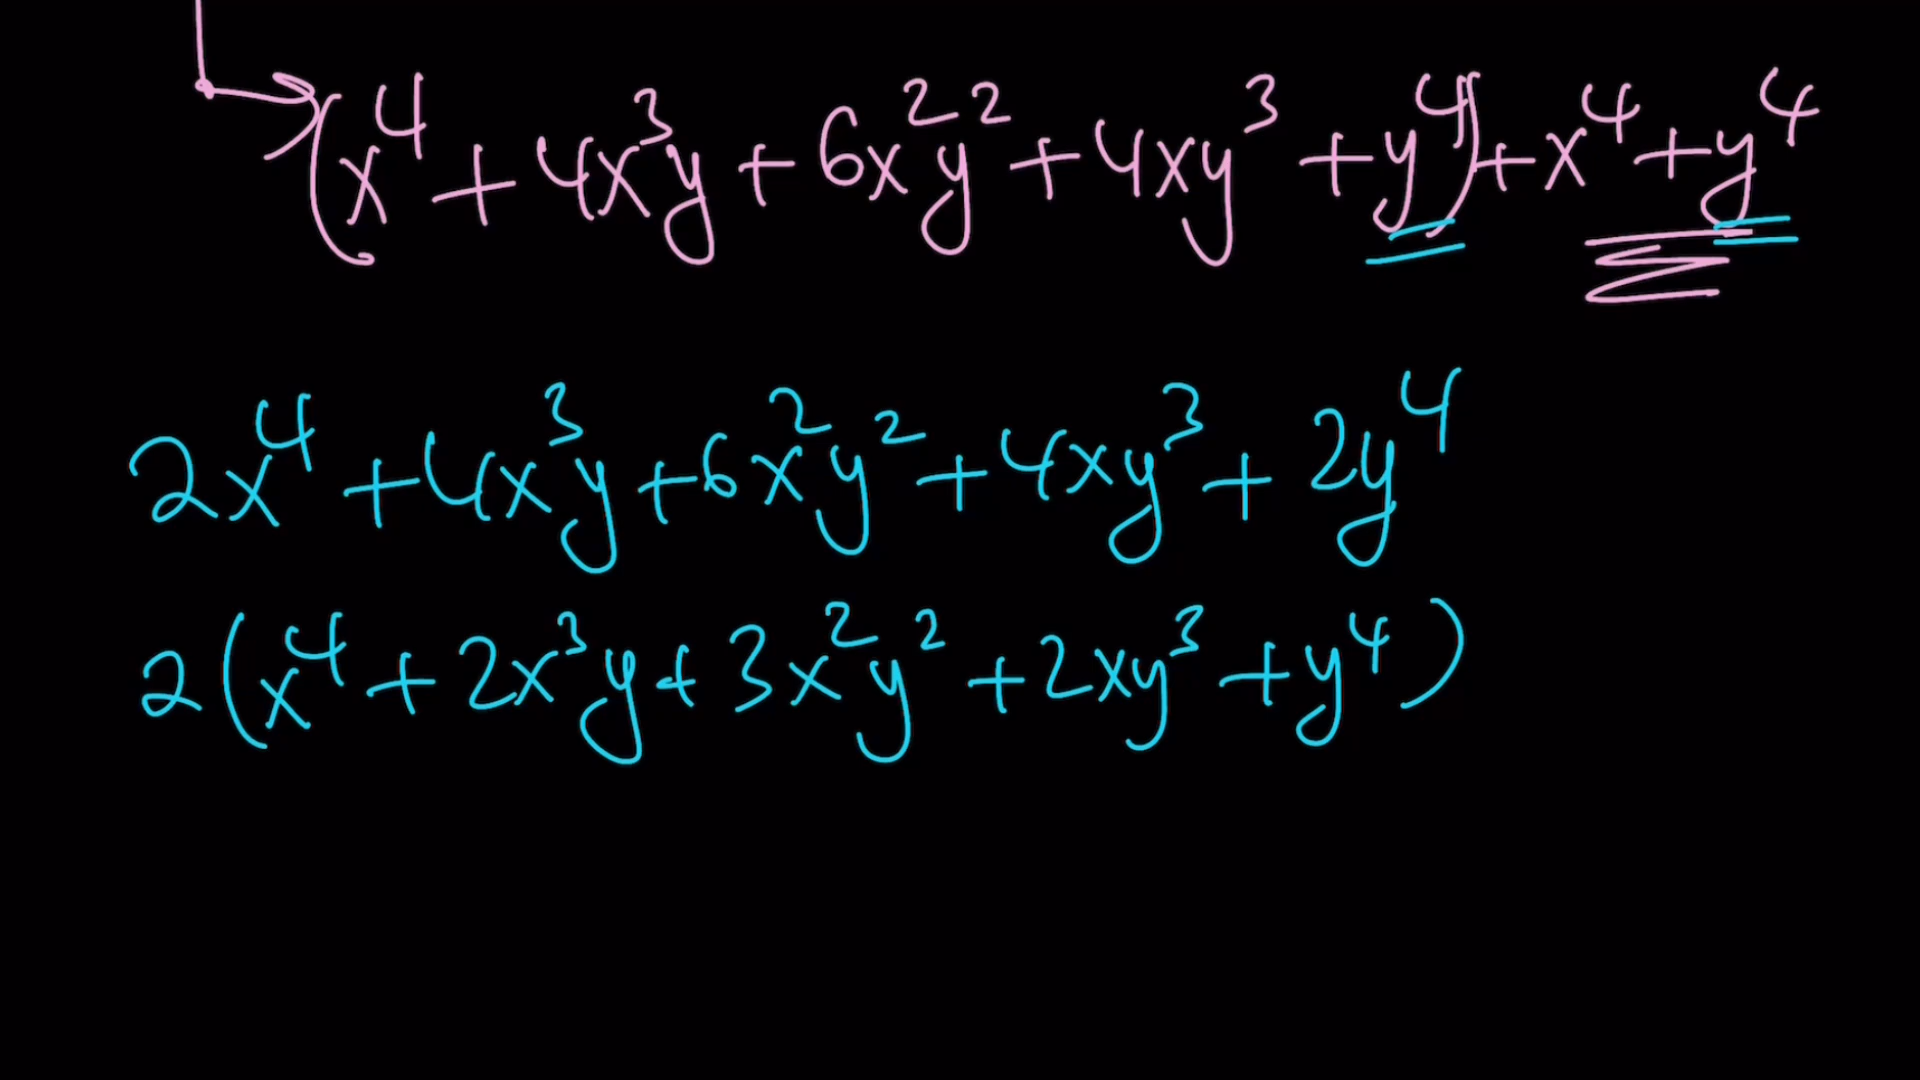 (x⁴ + 4x³y + 6x²y² + 4xy³ + y⁴) + x⁴ + y⁴
2x⁴ + 4x³y + 6x²y² + 4xy³ + 2y⁴
2(x⁴ + 2x³y + 3x²y² + 2xy³ + y⁴)